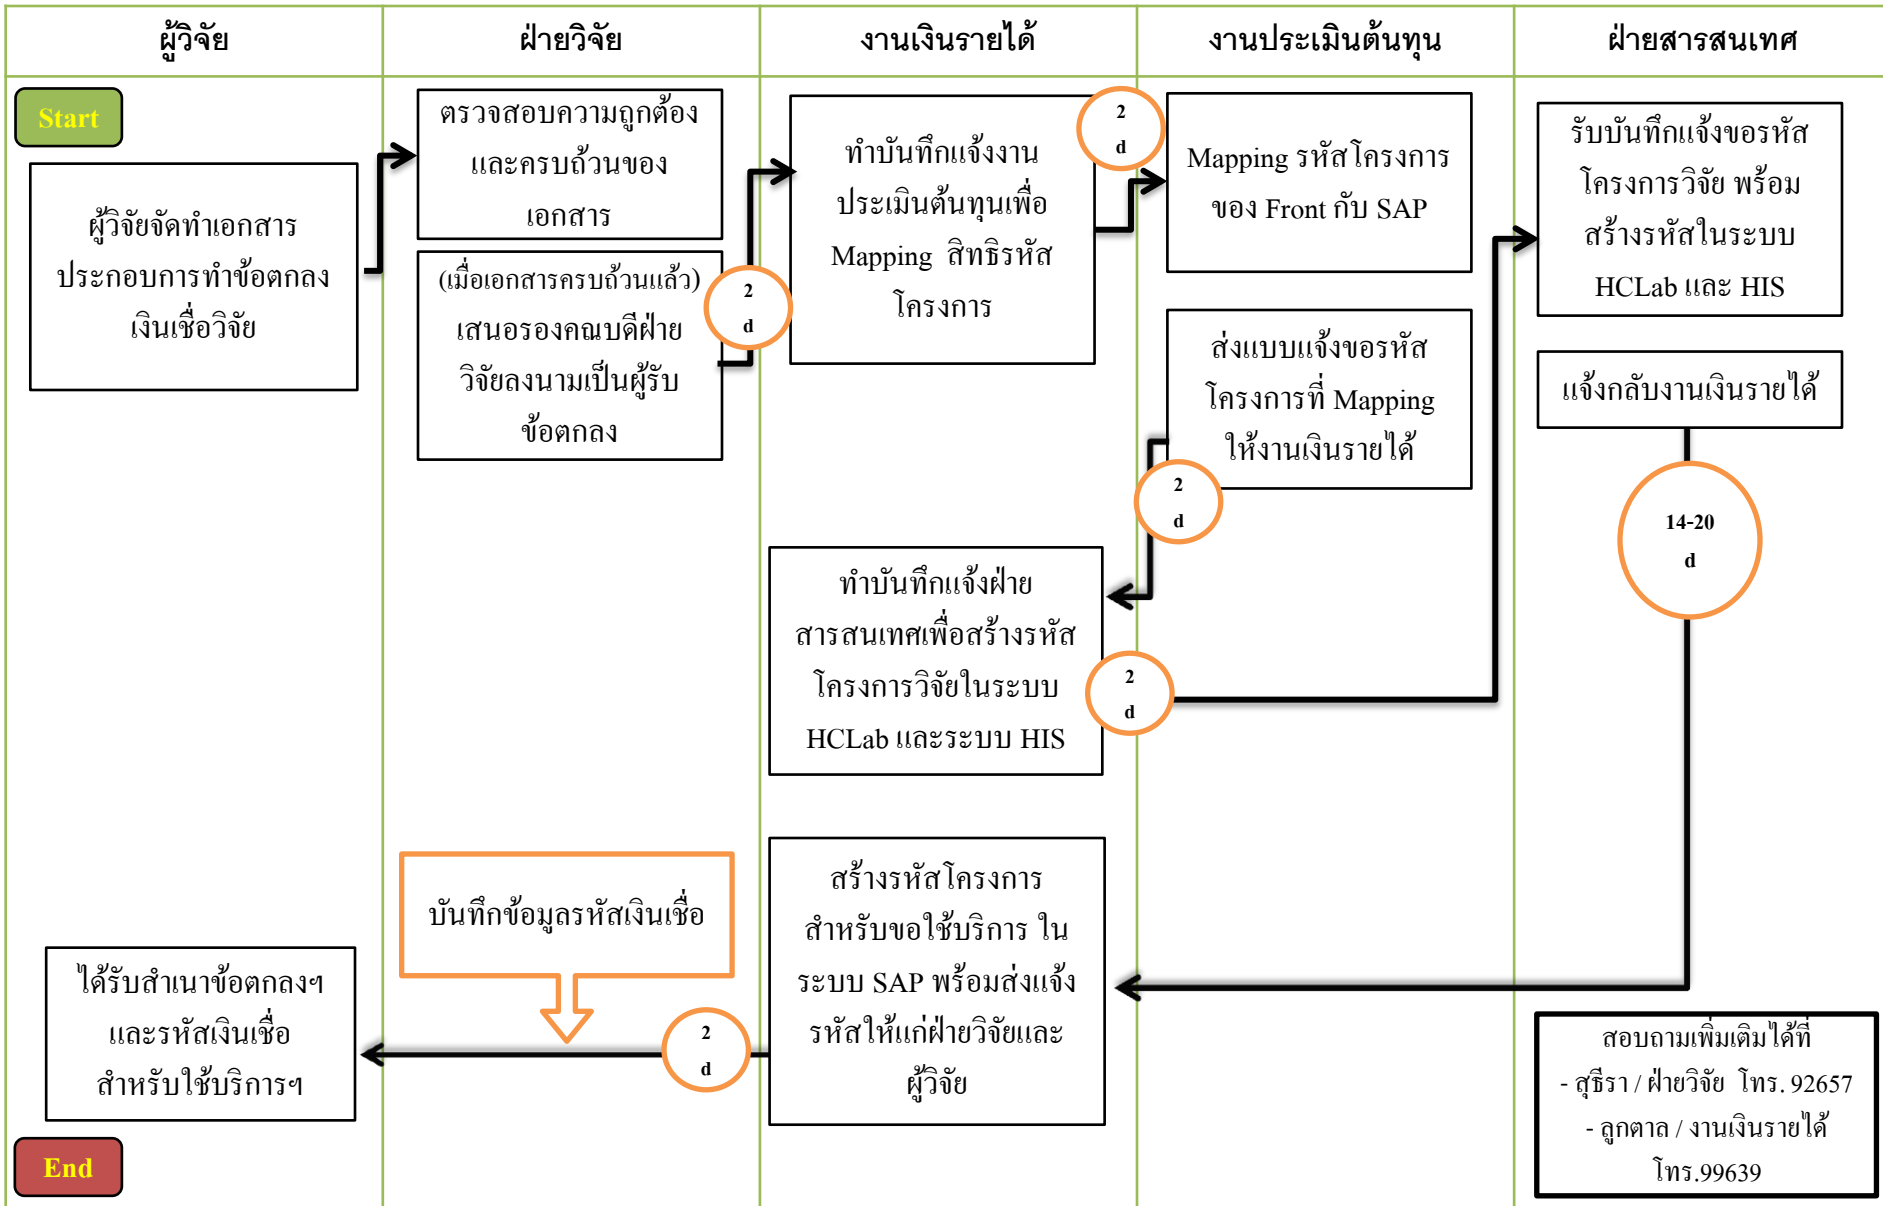 ผู้วิจัย
ฝ่ายวิจัย
งานเงินรายได้
งานประเมินต้นทุน
ฝ่ายสารสนเทศ
Start
ผู้วิจัยจัดทำเอกสาร
ประกอบการทำข้อตกลง
เงินเชื่อวิจัย
ตรวจสอบความถูกต้อง
และครบถ้วนของ
เอกสาร
(เมื่อเอกสารครบถ้วนแล้ว)
เสนอรองคณบดีฝ่าย
วิจัยลงนามเป็นผู้รับ
ข้อตกลง
2
d
ทำบันทึกแจ้งงาน
ประเมินต้นทุนเพื่อ
Mapping สิทธิรหัส
โครงการ
2
d
Mapping รหัสโครงการ
ของ Front กับ SAP
ส่งแบบแจ้งขอรหัส
โครงการที่ Mapping
ให้งานเงินรายได้
2
d
ทำบันทึกแจ้งฝ่าย
สารสนเทศเพื่อสร้างรหัส
โครงการวิจัยในระบบ
HCLab และระบบ HIS
2
d
รับบันทึกแจ้งขอรหัส
โครงการวิจัย พร้อม
สร้างรหัสในระบบ
HCLab และ HIS
แจ้งกลับงานเงินรายได้
14-20
d
สร้างรหัสโครงการ
สำหรับขอใช้บริการ ใน
ระบบ SAP พร้อมส่งแจ้ง
รหัสให้แก่ฝ่ายวิจัยและ
ผู้วิจัย
2
d
บันทึกข้อมูลรหัสเงินเชื่อ
ได้รับสำเนาข้อตกลงฯ
และรหัสเงินเชื่อ
สำหรับใช้บริการฯ
End
สอบถามเพิ่มเติมได้ที่
- สุธีรา / ฝ่ายวิจัย โทร. 92657
- ลูกตาล / งานเงินรายได้
โทร.99639